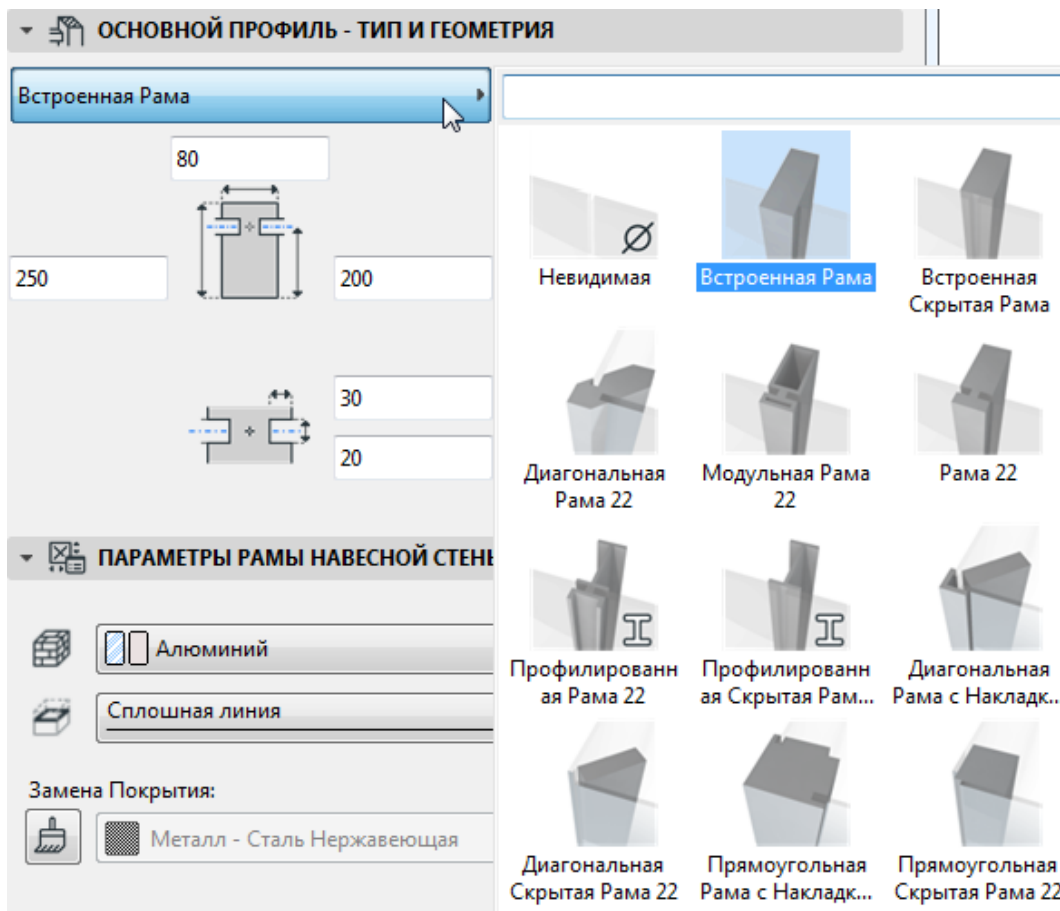 ОСНОВНОЙ ПРОФИЛЬ - ТИП И ГЕОМЕТРИЯ
Встроенная Рама
80
250
200
30
20
Невидимая
Встроенная Рама
Встроенная
Скрытая Рама
Диагональная
Рама 22
Модульная Рама
22
Рама 22
Профилированн
ая Рама 22
Профилированн
ая Скрытая Рам...
Диагональная
Рама с Накладк...
Диагональная
Скрытая Рама 22
Прямоугольная
Рама с Накладк...
Прямоугольная
Скрытая Рама 22
ПАРАМЕТРЫ РАМЫ НАВЕСНОЙ СТЕНЫ
Алюминий
Сплошная линия
Замена Покрытия:
Металл - Сталь Нержавеющая